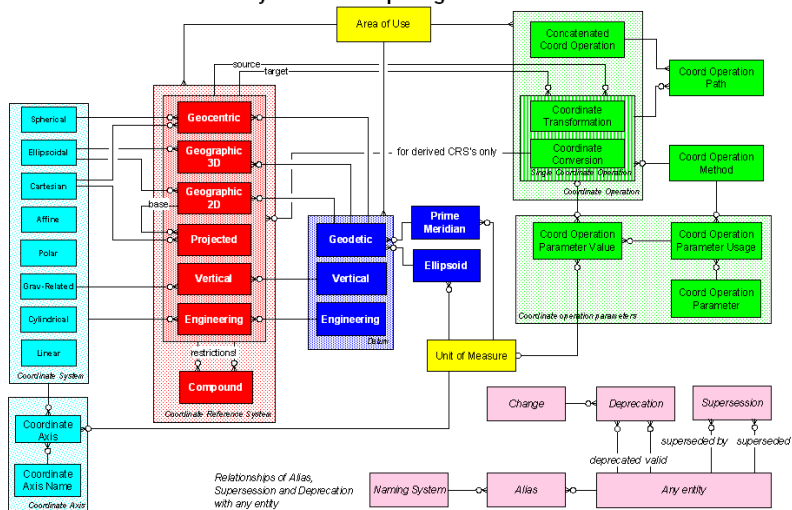 Area of Use
source
target
Concatenated
Coord Operation
Coord Operation
Path
Spherical
Ellipsoidal
Cartesian
Affine
Polar
Grav-Related
Cylindrical
Linear
Coordinate System
Geocentric
Geographic
3D
Geographic
2D
base
Projected
Vertical
Engineering
restrictions!
Compound
Coordinate Reference System
for derived CRS's only
Coordinate
Transformation
Coordinate
Conversion
Single Coordinate Operation
Coordinate Operation
Coord Operation
Method
Geodetic
Vertical
Engineering
Datum
Prime
Meridian
Ellipsoid
Coord Operation
Parameter Value
Coord Operation
Parameter Usage
Coord Operation
Parameter
Coordinate operation parameters
Unit of Measure
Coordinate
Axis
Coordinate
Axis Name
Coordinate Axis
Change
Deprecation
Supersession
deprecated
valid
superseded by
superseded
Relationships of Alias,
Supersession and Deprecation
with any entity
Naming System
Alias
Any entity